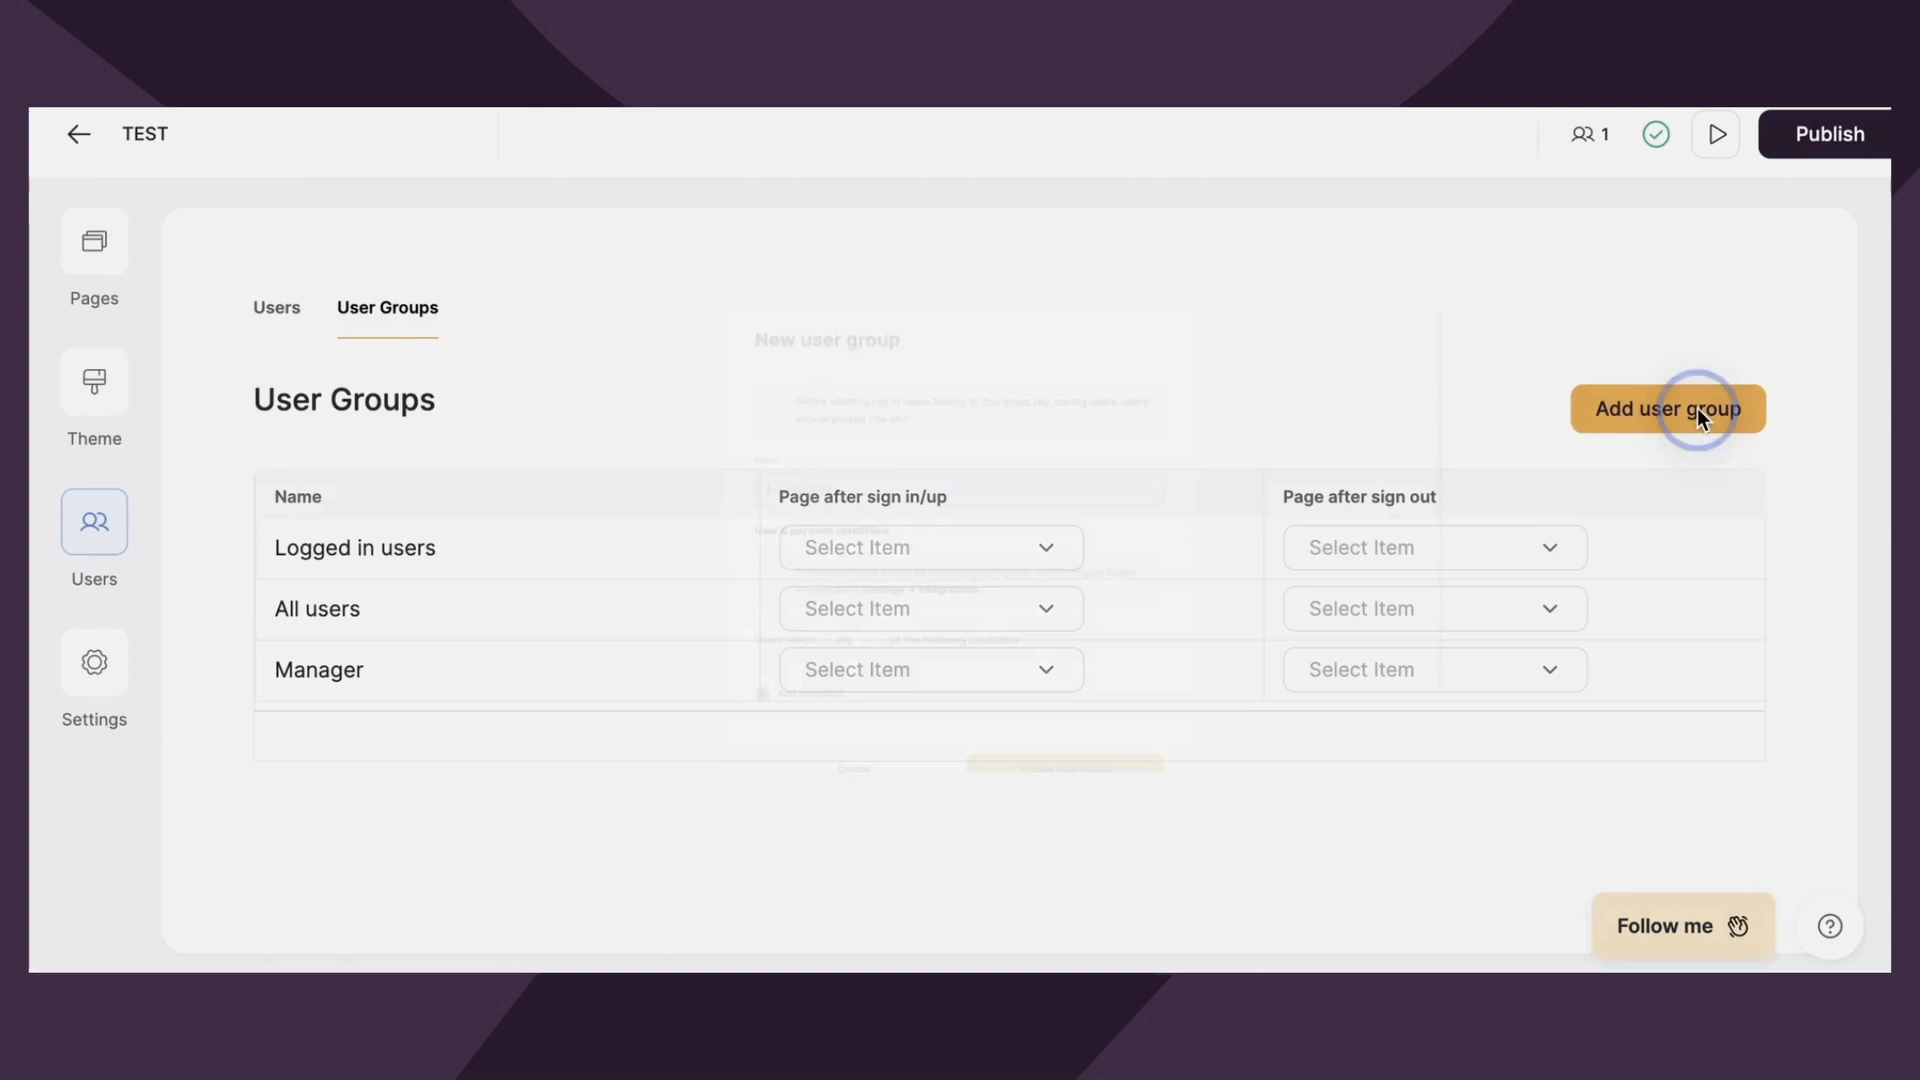 TEST
1
Publish
Pages
Users
User Groups
New user group
User Groups
Add user group
Theme
Name
Page after sign in/up
Page after sign out
Logged in users
Select Item
Select Item
Users
All users
Select Item
Select Item
Manager
Select Item
Select Item
Settings
Cancel
Follow me